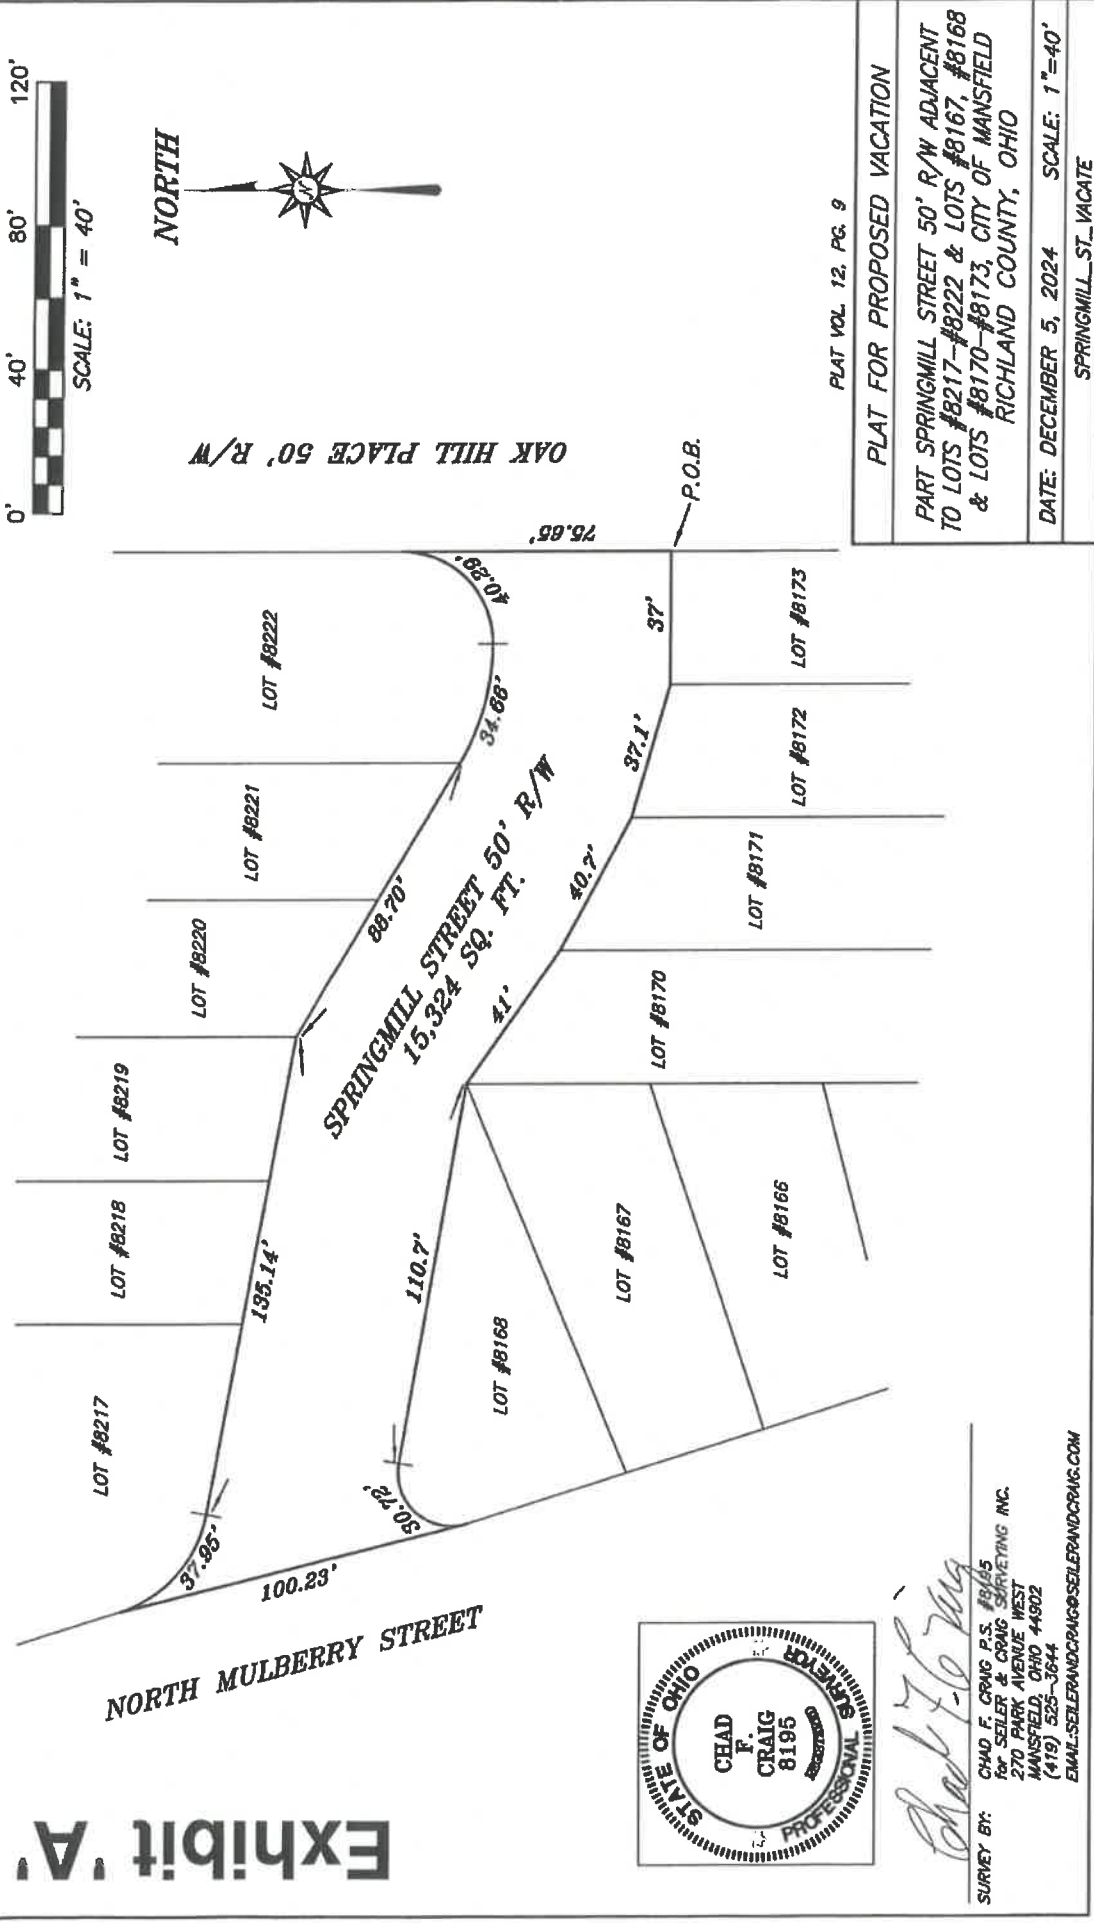 Exhibit 'A'
0' 40' 80' 120'
SCALE: 1" = 40'
NORTH
N
OAK HILL PLACE 50' R/W
NORTH MULBERRY STREET
LOT #8217
LOT #8218
LOT #8219
LOT #8220
LOT #8221
LOT #8222
37.95'
135.14'
88.70'
34.66'
40.29'
75.65'
100.23'
SPRINGMILL STREET 50' R/W
15,324 SQ. FT.
30.72'
110.7'
41'
40.7'
37.1'
37'
P.O.B.
LOT #8168
LOT #8167
LOT #8166
LOT #8170
LOT #8171
LOT #8172
LOT #8173
PLAT VOL. 12, PG. 9
PLAT FOR PROPOSED VACATION
PART SPRINGMILL STREET 50' R/W ADJACENT
TO LOTS #8217-#8222 & LOTS #8167, #8168
& LOTS #8170-#8173, CITY OF MANSFIELD
RICHLAND COUNTY, OHIO
DATE: DECEMBER 5, 2024 SCALE: 1"=40'
SPRINGMILL_ST_VACATE
STATE OF OHIO
CHAD
F.
CRAIG
8195
REGISTERED
PROFESSIONAL SURVEYOR
Chad F. Craig
SURVEY BY: CHAD F. CRAIG P.S. #8195
for SEILER & CRAIG SURVEYING INC.
270 PARK AVENUE WEST
MANSFIELD, OHIO 44902
(419) 525-3644
EMAIL:SEILERANDCRAIG@SEILERANDCRAIG.COM